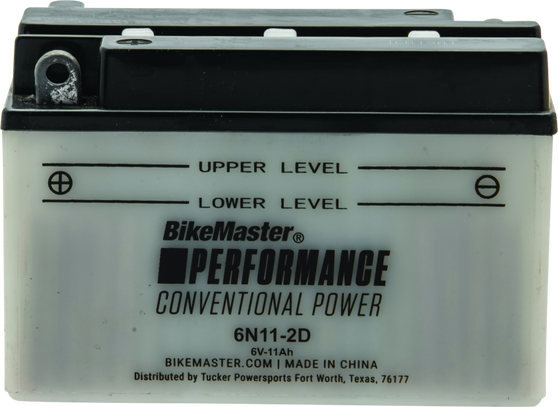 UPPER LEVEL
LOWER LEVEL
BikeMaster®
PERFORMANCE
CONVENTIONAL POWER
6N11-2D
6V-11Ah
BIKEMASTER.COM | MADE IN CHINA
Distributed by Tucker Powersports Fort Worth, Texas, 76177